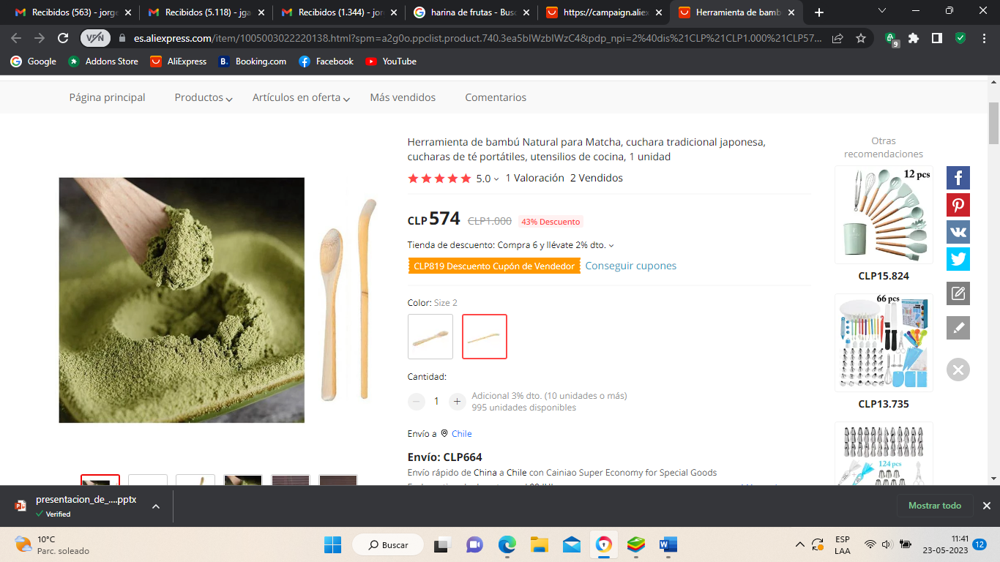 Recibidos (563) - jorge
Recibidos (5.118) - jga
Recibidos (1.344) - jor
harina de frutas - Bus
https://campaign.aliex
Herramienta de bamb
VPN
es.aliexpress.com/item/1005003022220138.html?spm=a2g0o.ppclist.product.740.3ea5bIWzbIWzC4&pdp_npi=2%40dis%21CLP%21CLP1.000%21CLP57...
9
Google
Addons Store
AliExpress
B.
Booking.com
Facebook
YouTube
Página principal
Productos
Artículos en oferta
Más vendidos
Comentarios
Herramienta de bambú Natural para Matcha, cuchara tradicional japonesa,
cucharas de té portátiles, utensilios de cocina, 1 unidad
5.0
1 Valoración
2 Vendidos
CLP 574
CLP1.000
43% Descuento
Tienda de descuento: Compra 6 y llévate 2% dto.
CLP819 Descuento Cupón de Vendedor
Conseguir cupones
Color: Size 2
Cantidad:
1
Adicional 3% dto. (10 unidades o más)
995 unidades disponibles
Envío a
Chile
Envío: CLP664
Envío rápido de China a Chile con Cainiao Super Economy for Special Goods
Otras
recomendaciones
12 pcs
CLP15.824
66 pcs
CLP13.735
124 pcs
presentacion_de_....pptx
Verified
Mostrar todo
10°C
Parc. soleado
Buscar
ESP
LAA
11:41
23-05-2023
12